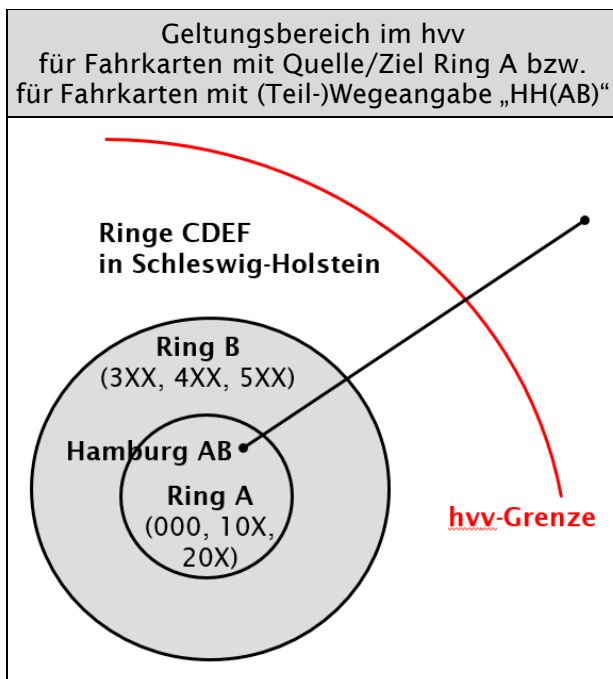 Geltungsbereich im hvv
für Fahrkarten mit Quelle/Ziel Ring A bzw.
für Fahrkarten mit (Teil-)Wegeangabe „HH(AB)“
Ringe CDEF
in Schleswig-Holstein
Ring B
(3XX, 4XX, 5XX)
Hamburg AB
Ring A
(000, 10X,
20X)
hvv-Grenze